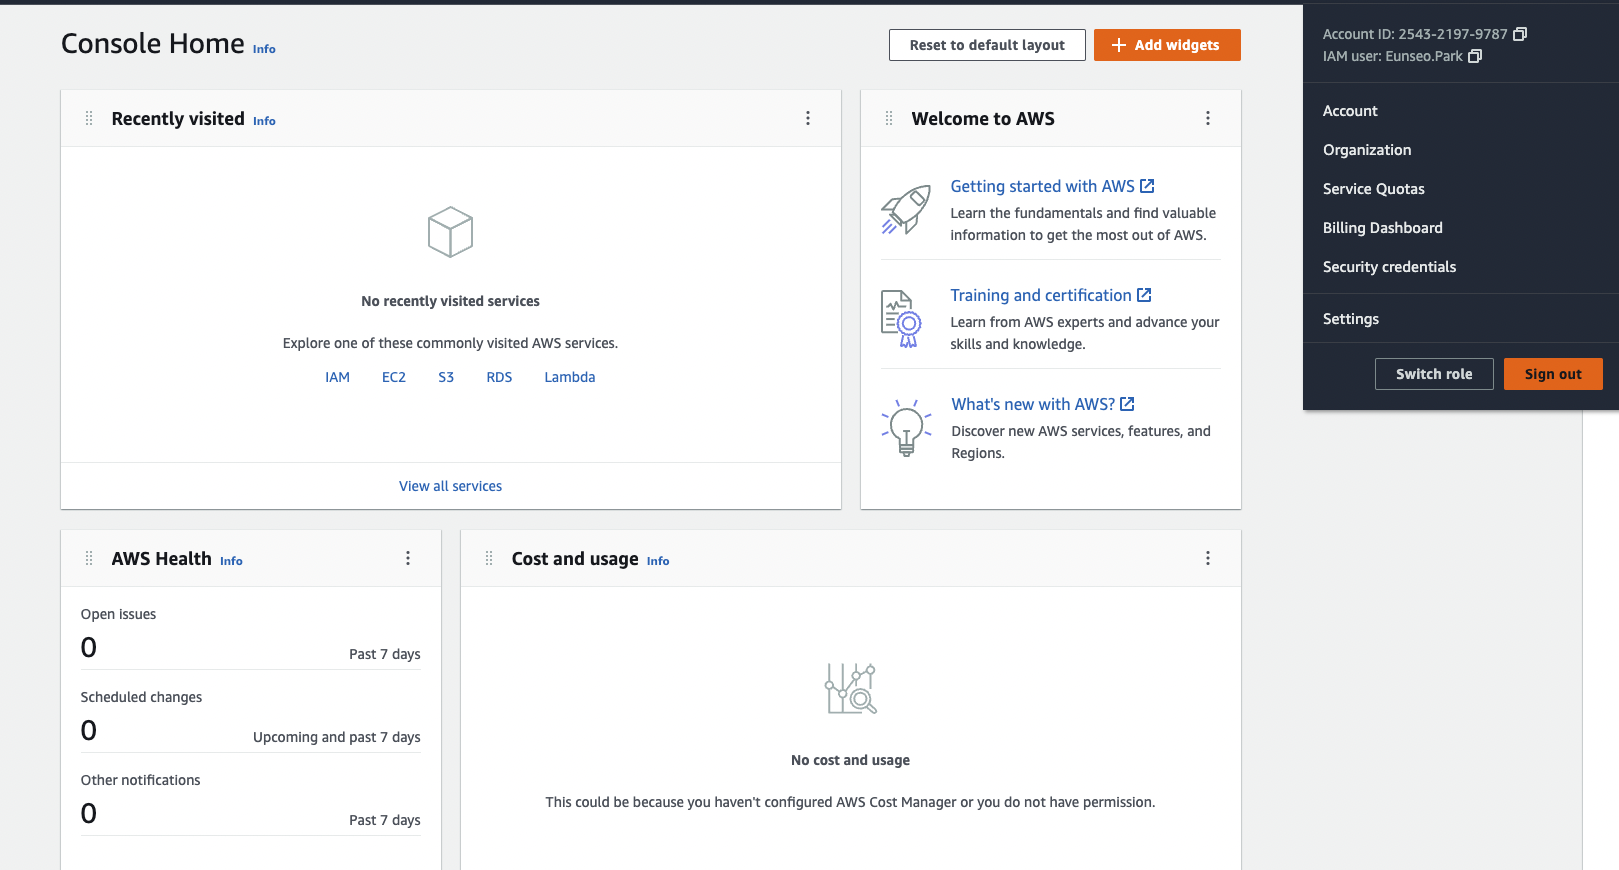 Console Home Info
Reset to default layout
Add widgets
Account ID: 2543-2197-9787
IAM user: Eunseo.Park
Account
Organization
Service Quotas
Billing Dashboard
Security credentials
Settings
Switch role
Sign out
Recently visited Info
No recently visited services
Explore one of these commonly visited AWS services.
IAM EC2 S3 RDS Lambda
View all services
Welcome to AWS
Getting started with AWS
Learn the fundamentals and find valuable
information to get the most out of AWS.
Training and certification
Learn from AWS experts and advance your
skills and knowledge.
What's new with AWS?
Discover new AWS services, features, and
Regions.
AWS Health Info
Open issues
0 Past 7 days
Scheduled changes
0 Upcoming and past 7 days
Other notifications
0 Past 7 days
Cost and usage Info
No cost and usage
This could be because you haven't configured AWS Cost Manager or you do not have permission.